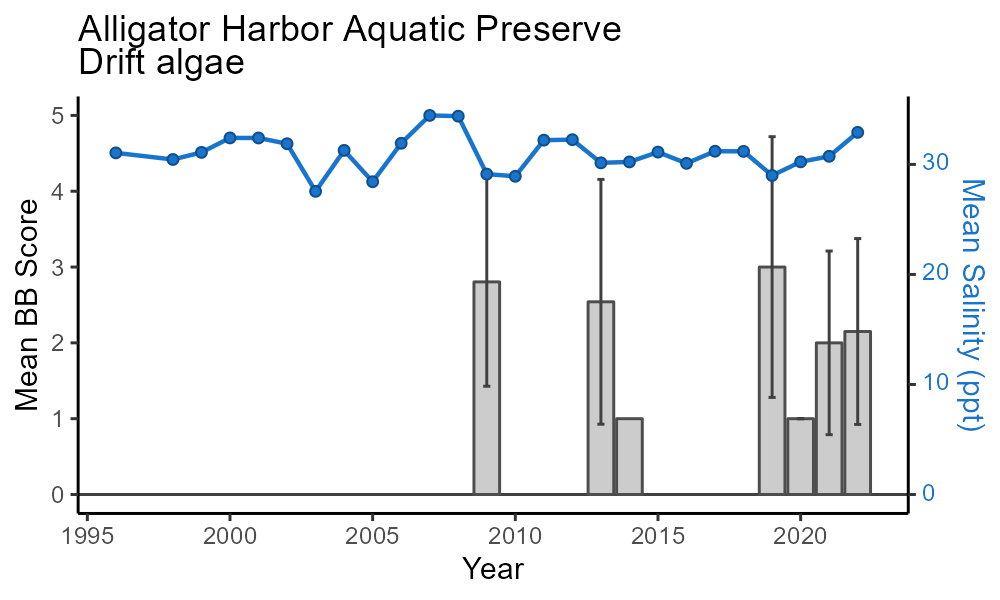 Alligator Harbor Aquatic Preserve
Drift algae
5
4
3
2
1
0
Mean BB Score
30
20
10
0
Mean Salinity (ppt)
1995 2000 2005 2010 2015 2020
Year